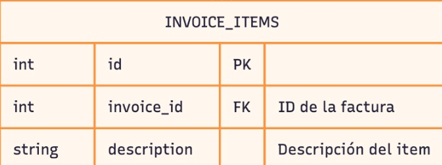 INVOICE_ITEMS
int id PK
int invoice_id FK ID de la factura
string description Descripción del item